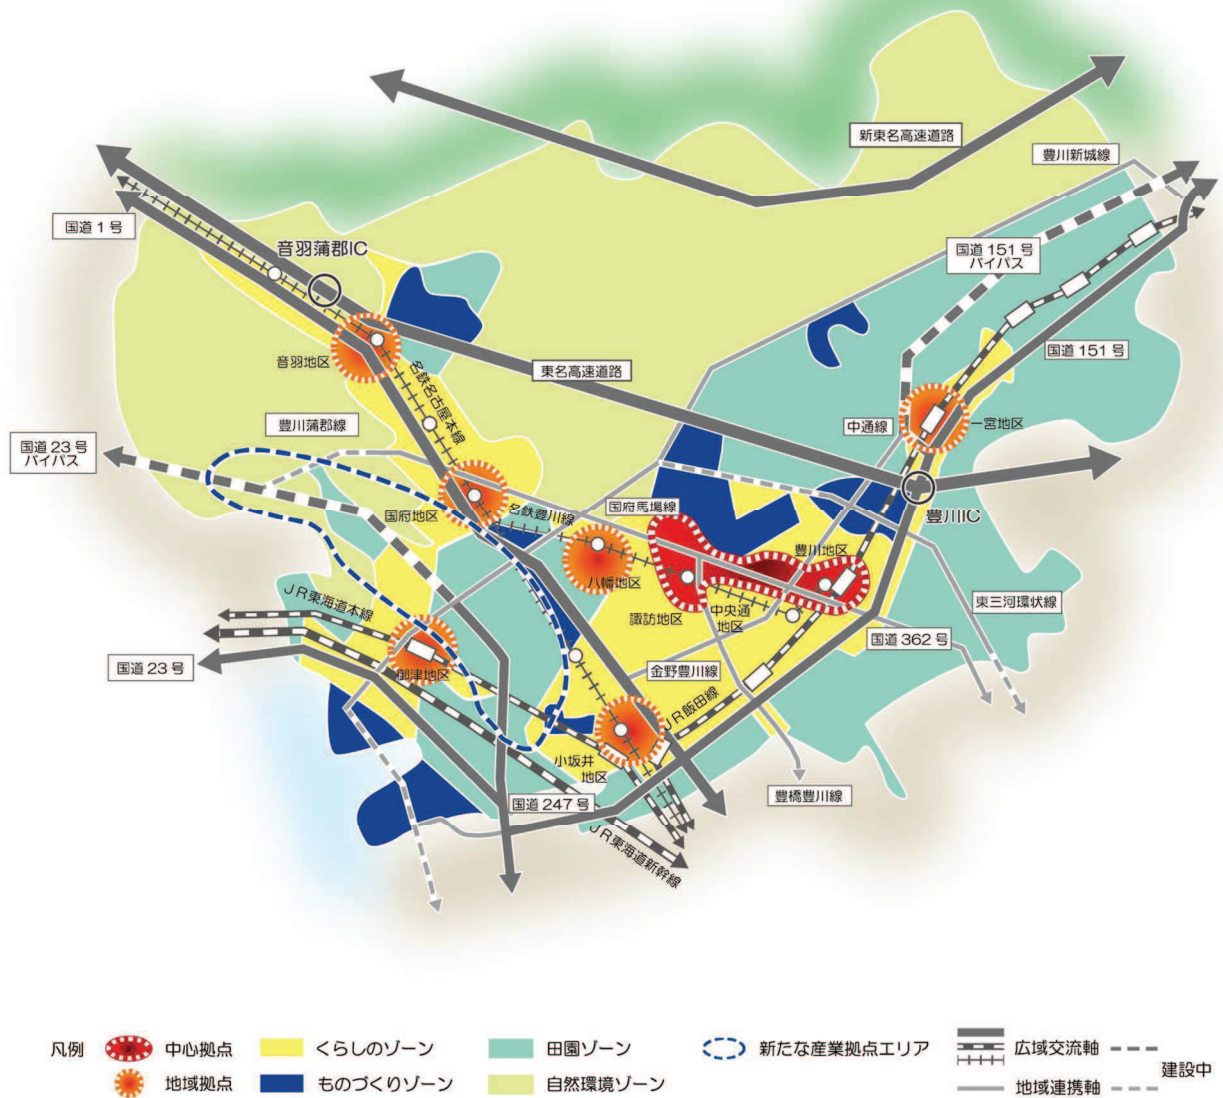 新東名高速道路
豊川新城線
国道1号
音羽蒲郡IC
国道151号
バイパス
音羽地区
東名高速道路
国道151号
名鉄名古屋本線
豊川蒲郡線
中通線
一宮地区
国道23号
バイパス
国府地区
名鉄豊川線
国府馬場線
豊川IC
八幡地区
豊川地区
JR東海道本線
諏訪地区
中央通
地区
東三河環状線
国道362号
国道23号
御津地区
金野豊川線
JR飯田線
小坂井
地区
国道247号
豊橋豊川線
JR東海道新幹線
凡例
中心拠点
くらしのゾーン
田園ゾーン
新たな産業拠点エリア
広域交流軸
建設中
地域拠点
ものづくりゾーン
自然環境ゾーン
地域連携軸